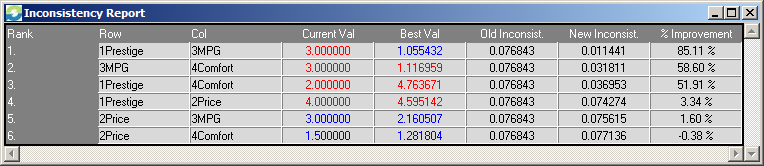 Inconsistency Report
Rank Row Col Current Val Best Val Old Inconsist. New Inconsist. % Improvement
1. 1Prestige 3MPG 3.000000 1.055432 0.076843 0.011441 85.11 %
2. 3MPG 4Comfort 3.000000 1.116959 0.076843 0.031811 58.60 %
3. 1Prestige 4Comfort 2.000000 4.763671 0.076843 0.036953 51.91 %
4. 1Prestige 2Price 4.000000 4.595142 0.076843 0.074274 3.34 %
5. 2Price 3MPG 3.000000 2.160507 0.076843 0.075615 1.60 %
6. 2Price 4Comfort 1.500000 1.281804 0.076843 0.077136 -0.38 %